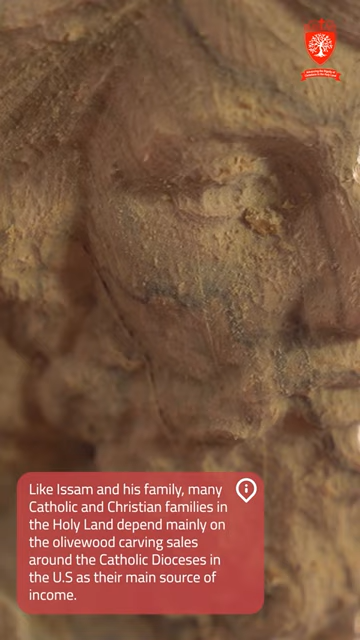 Like Issam and his family, many
Catholic and Christian families in
the Holy Land depend mainly on
the olivewood carving sales
around the Catholic Dioceses in
the U.S as their main source of
income.